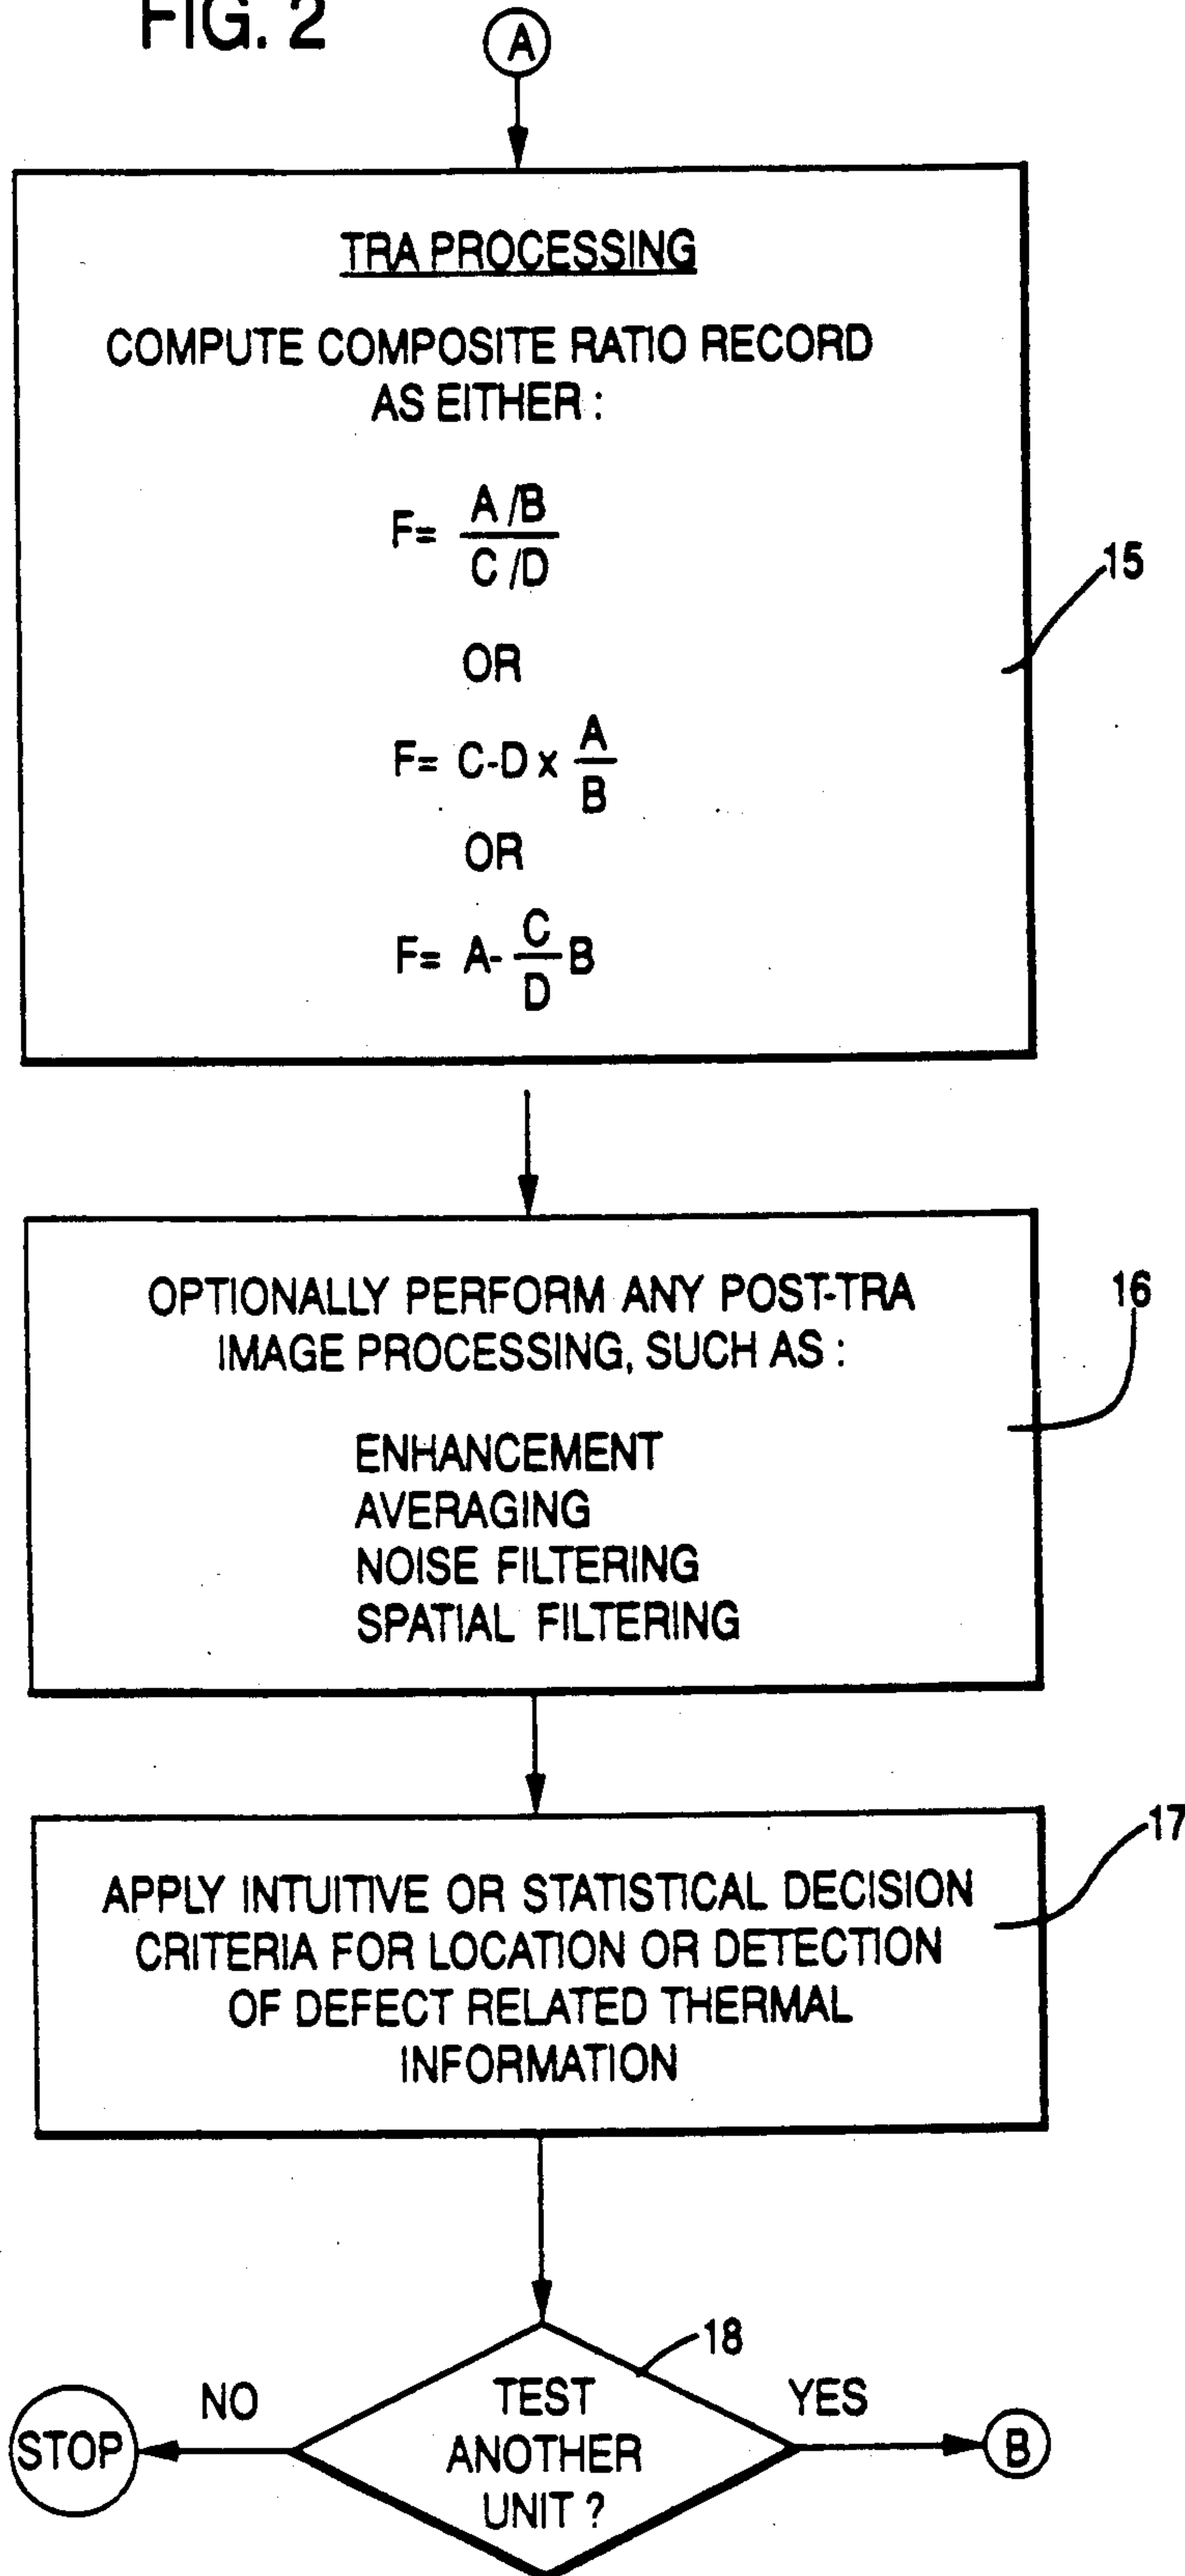 FIG. 2
A
TRA PROCESSING
COMPUTE COMPOSITE RATIO RECORD
AS EITHER :
F= A/B / C/D
15
OR
F= C-D x A/B
OR
F= A- C/D B
OPTIONALLY PERFORM ANY POST-TRA
IMAGE PROCESSING, SUCH AS :
16
ENHANCEMENT
AVERAGING
NOISE FILTERING
SPATIAL FILTERING
17
APPLY INTUITIVE OR STATISTICAL DECISION
CRITERIA FOR LOCATION OR DETECTION
OF DEFECT RELATED THERMAL
INFORMATION
18
STOP
NO
TEST
ANOTHER
UNIT ?
YES
B